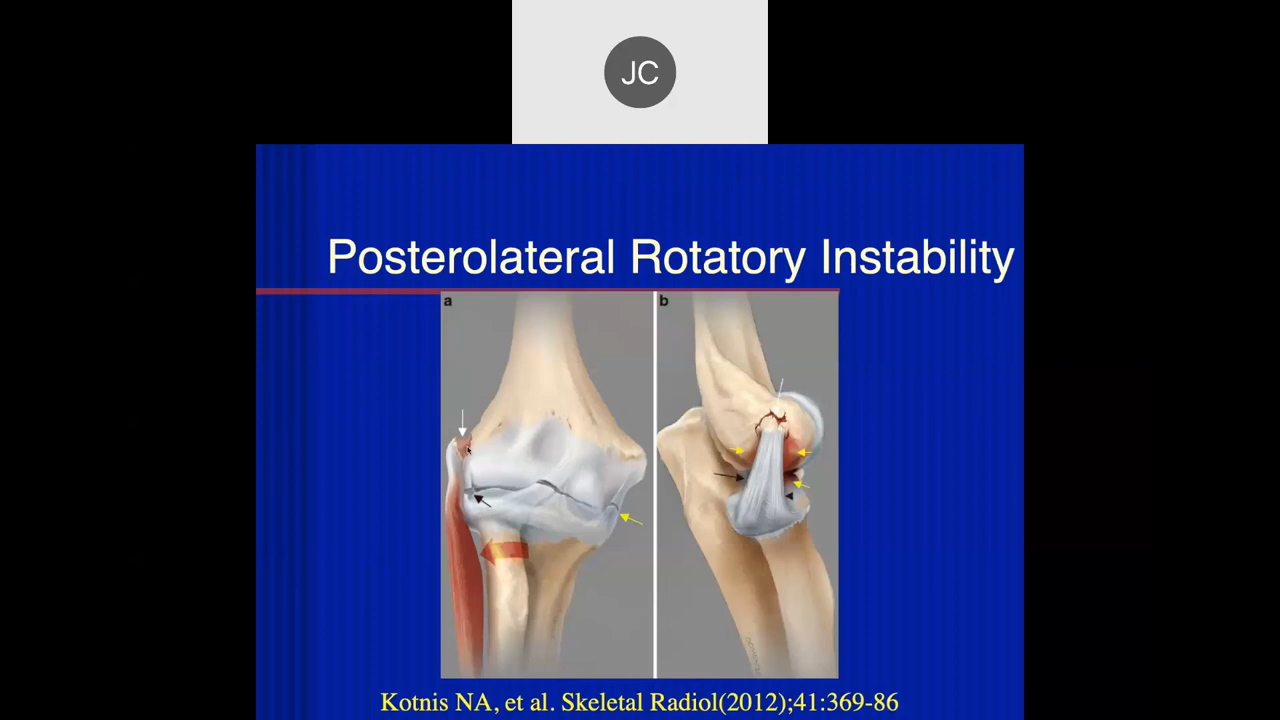 JC
Posterolateral Rotatory Instability
a
b
Kotnis NA, et al. Skeletal Radiol(2012);41:369-86